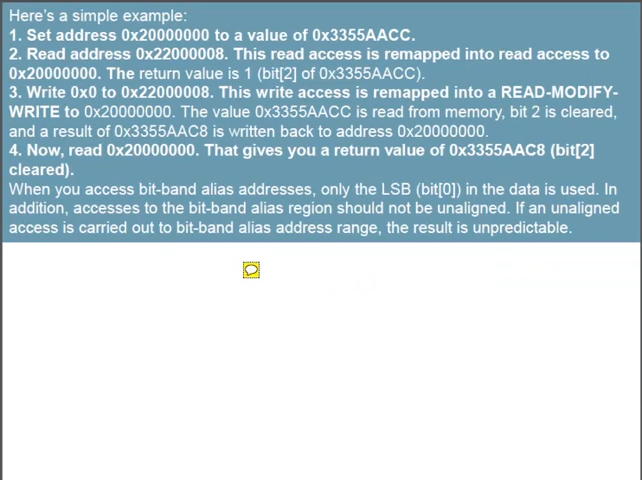 Here's a simple example:
1. Set address 0x20000000 to a value of 0x3355AACC.
2. Read address 0x22000008. This read access is remapped into read access to
0x20000000. The return value is 1 (bit[2] of 0x3355AACC).
3. Write 0x0 to 0x22000008. This write access is remapped into a READ-MODIFY-
WRITE to 0x20000000. The value 0x3355AACC is read from memory, bit 2 is cleared,
and a result of 0x3355AAC8 is written back to address 0x20000000.
4. Now, read 0x20000000. That gives you a return value of 0x3355AAC8 (bit[2]
cleared).
When you access bit-band alias addresses, only the LSB (bit[0]) in the data is used. In
addition, accesses to the bit-band alias region should not be unaligned. If an unaligned
access is carried out to bit-band alias address range, the result is unpredictable.